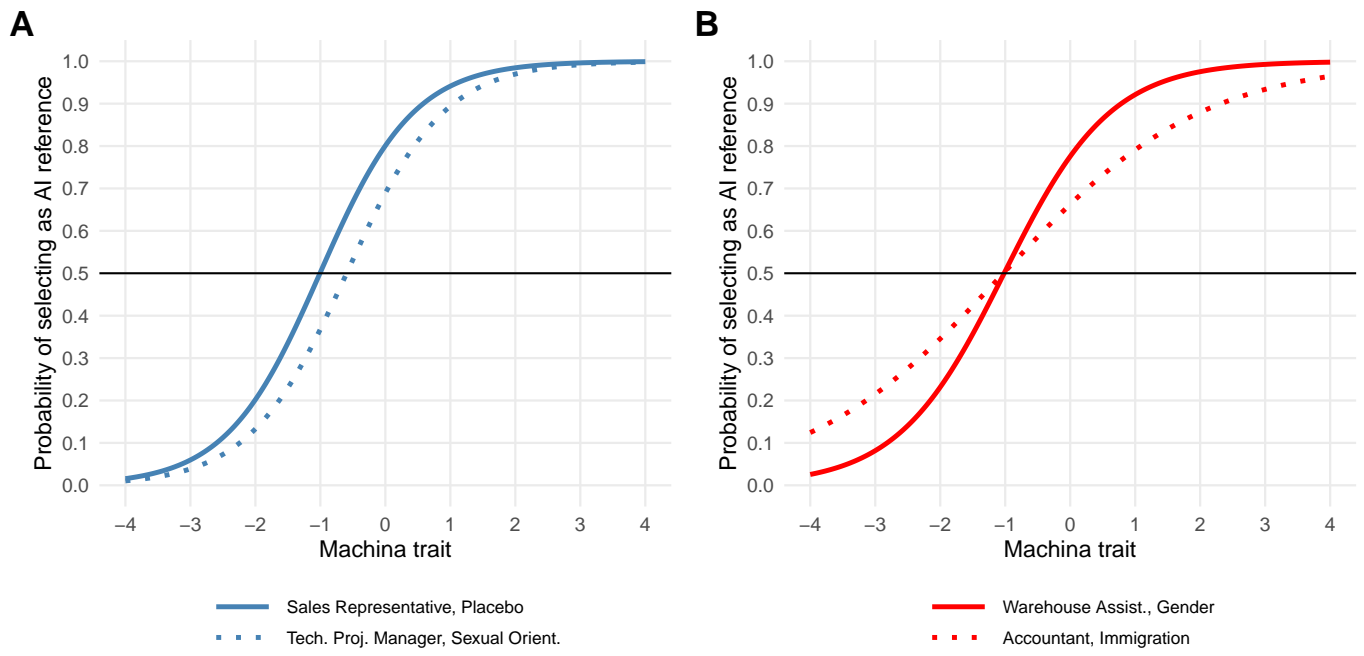 A
Probability of selecting as AI reference
1.0
0.9
0.8
0.7
0.6
0.5
0.4
0.3
0.2
0.1
0.0
−4 −3 −2 −1 0 1 2 3 4
Machina trait
Sales Representative, Placebo
Tech. Proj. Manager, Sexual Orient.
B
Probability of selecting as AI reference
1.0
0.9
0.8
0.7
0.6
0.5
0.4
0.3
0.2
0.1
0.0
−4 −3 −2 −1 0 1 2 3 4
Machina trait
Warehouse Assist., Gender
Accountant, Immigration